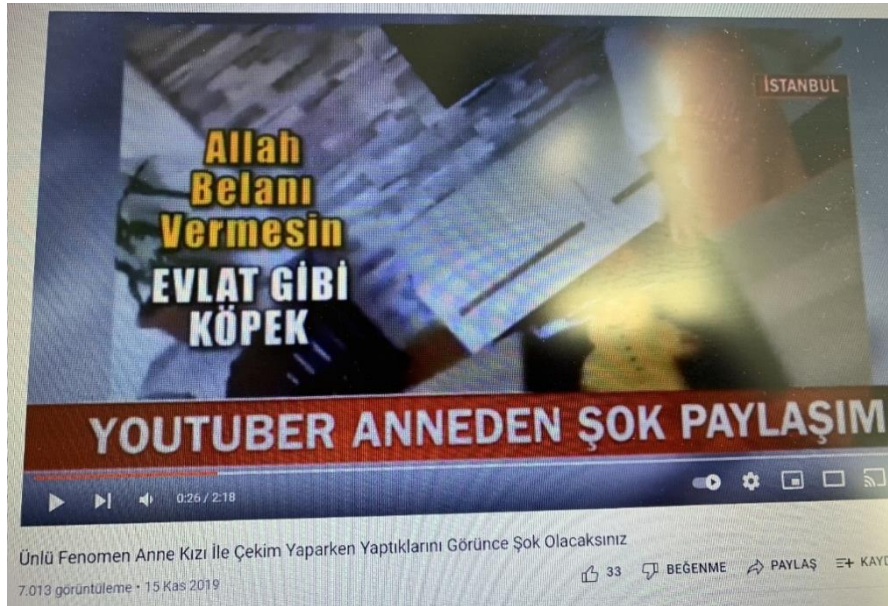 İSTANBUL
Allah
Belanı
Vermesin
EVLAT GİBİ
KÖPEK
YOUTUBER ANNEDEN ŞOK PAYLAŞIM
0:26 / 2:18
Ünlü Fenomen Anne Kızı İle Çekim Yaparken Yaptıklarını Görünce Şok Olacaksınız
7.013 görüntüleme • 15 Kas 2019
33 BEĞENME PAYLAŞ KAYD